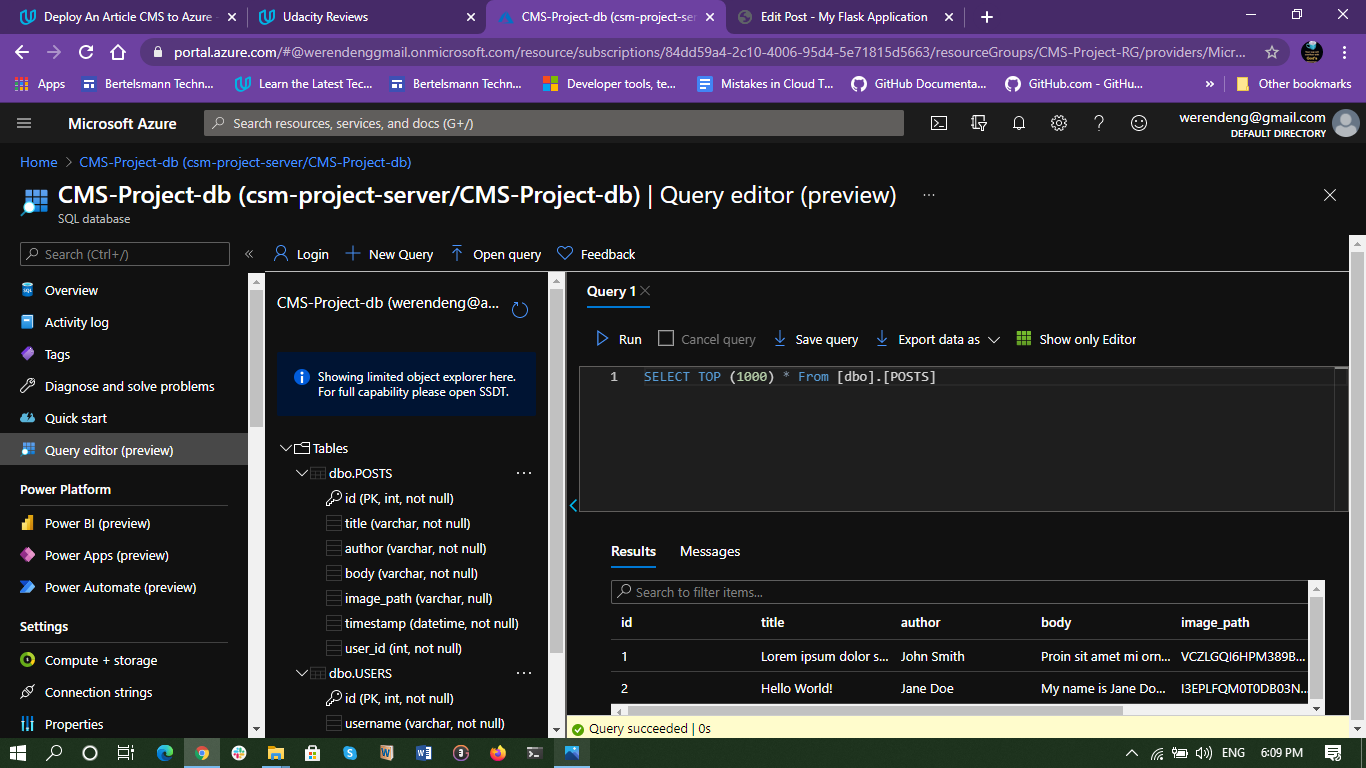 Deploy An Article CMS to Azure -
Udacity Reviews
CMS-Project-db (csm-project-ser
Edit Post - My Flask Application
portal.azure.com/#@werendenggmail.onmicrosoft.com/resource/subscriptions/84dd59a4-2c10-4006-95d4-5e71815d5663/resourceGroups/CMS-Project-RG/providers/Micr...
Apps
Bertelsmann Techn...
Learn the Latest Tec...
Bertelsmann Techn...
Developer tools, te...
Mistakes in Cloud T...
GitHub Documenta...
GitHub.com - GitHu...
»
Other bookmarks
Microsoft Azure
Search resources, services, and docs (G+/)
werendeng@gmail.com
DEFAULT DIRECTORY
Home > CMS-Project-db (csm-project-server/CMS-Project-db)
CMS-Project-db (csm-project-server/CMS-Project-db) | Query editor (preview) ...
SQL database
Search (Ctrl+/)
«
Login
New Query
Open query
Feedback
Overview
Activity log
Tags
Diagnose and solve problems
Quick start
Query editor (preview)
Power Platform
Power BI (preview)
Power Apps (preview)
Power Automate (preview)
Settings
Compute + storage
Connection strings
Properties
CMS-Project-db (werendeng@a...
Showing limited object explorer here.
For full capability please open SSDT.
Tables
dbo.POSTS ...
id (PK, int, not null)
title (varchar, not null)
author (varchar, not null)
body (varchar, not null)
image_path (varchar, null)
timestamp (datetime, not null)
user_id (int, not null)
dbo.USERS ...
id (PK, int, not null)
username (varchar, not null)
Query 1
Run
Cancel query
Save query
Export data as
Show only Editor
1 SELECT TOP (1000) * From [dbo].[POSTS]
Results Messages
Search to filter items...
id title author body image_path
1 Lorem ipsum dolor s... John Smith Proin sit amet mi orn... VCZLGQI6HPM389B...
2 Hello World! Jane Doe My name is Jane Do... I3EPLFQM0T0DB03N...
Query succeeded | 0s
ENG
6:09 PM